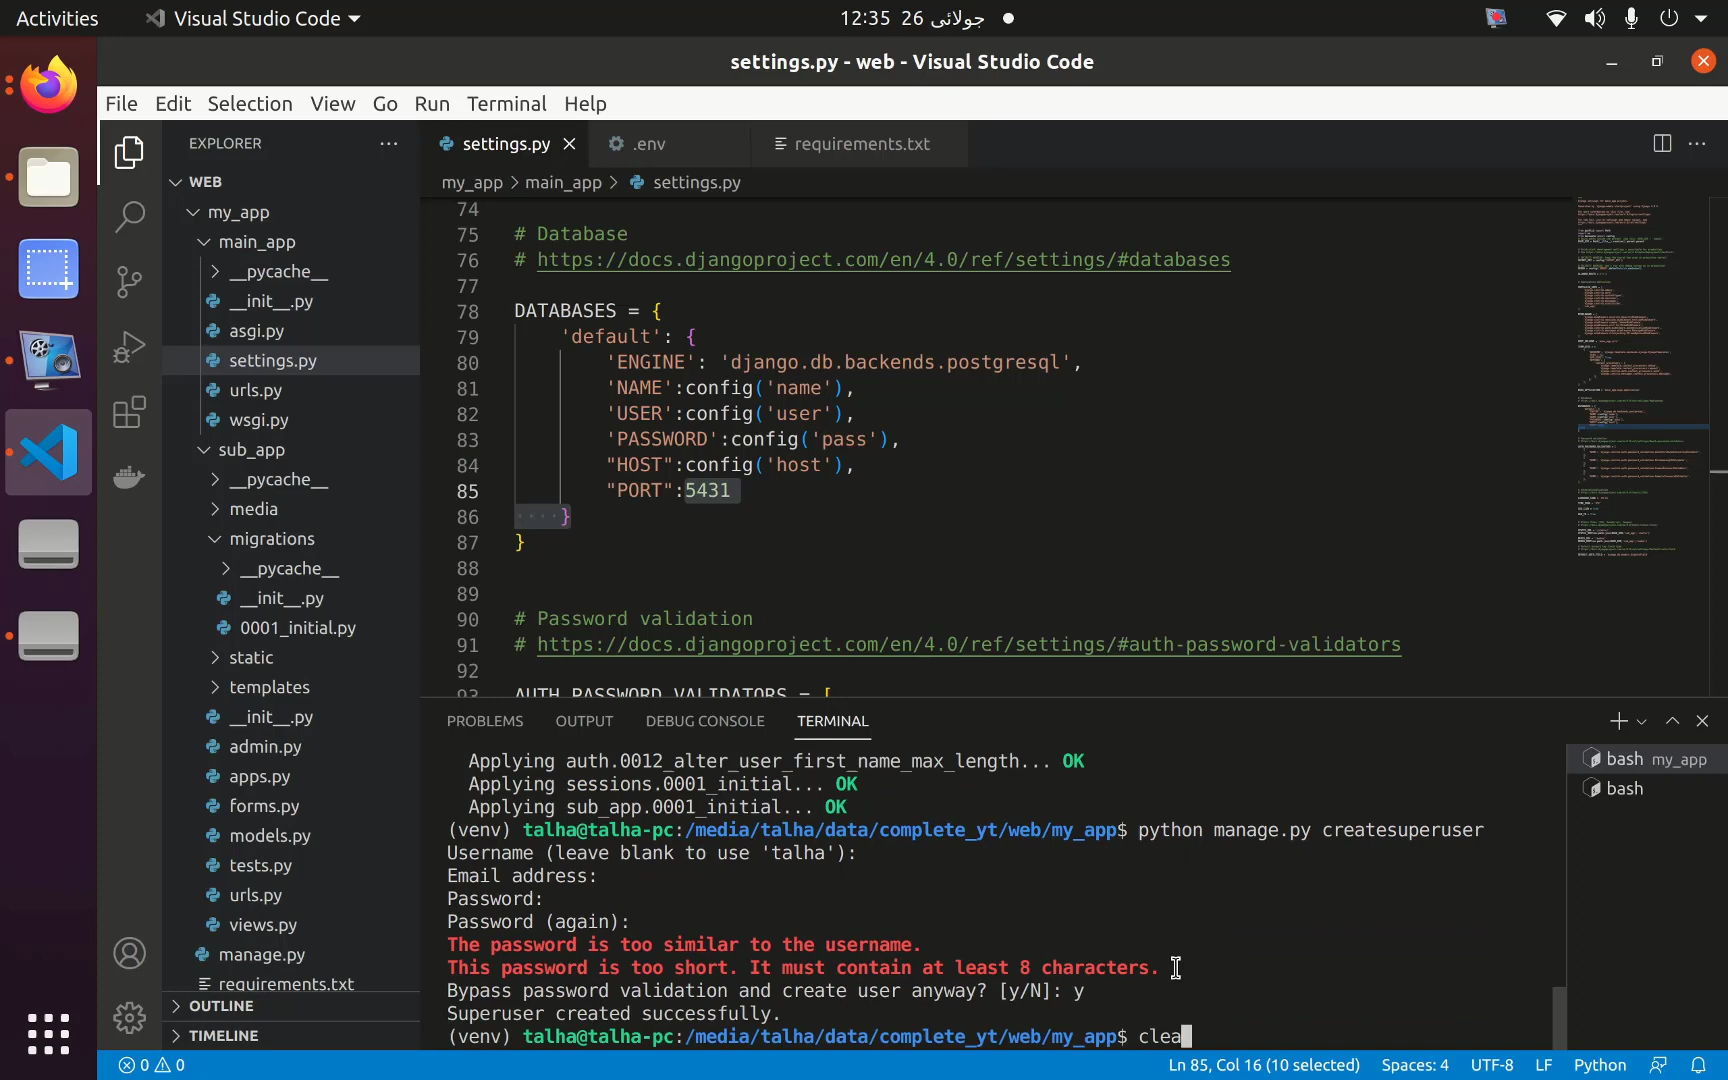 Activities
Visual Studio Code
12:35 26 جولائی
settings.py - web - Visual Studio Code
File Edit Selection View Go Run Terminal Help
EXPLORER
WEB
my_app
main_app
__pycache__
__init__.py
asgi.py
settings.py
urls.py
wsgi.py
sub_app
__pycache__
media
migrations
__pycache__
__init__.py
0001_initial.py
static
templates
__init__.py
admin.py
apps.py
forms.py
models.py
tests.py
urls.py
views.py
manage.py
requirements.txt
OUTLINE
TIMELINE
settings.py
.env
requirements.txt
my_app > main_app > settings.py
74
75 # Database
76 # https://docs.djangoproject.com/en/4.0/ref/settings/#databases
77
78 DATABASES = {
79 'default': {
80 'ENGINE': 'django.db.backends.postgresql',
81 'NAME':config('name'),
82 'USER':config('user'),
83 'PASSWORD':config('pass'),
84 "HOST":config('host'),
85 "PORT":5431
86 }
87 }
88
89
90 # Password validation
91 # https://docs.djangoproject.com/en/4.0/ref/settings/#auth-password-validators
92
93 AUTH_PASSWORD_VALIDATORS = [
PROBLEMS OUTPUT DEBUG CONSOLE TERMINAL
Applying auth.0012_alter_user_first_name_max_length... OK
Applying sessions.0001_initial... OK
Applying sub_app.0001_initial... OK
(venv) talha@talha-pc:/media/talha/data/complete_yt/web/my_app$ python manage.py createsuperuser
Username (leave blank to use 'talha'):
Email address:
Password:
Password (again):
The password is too similar to the username.
This password is too short. It must contain at least 8 characters.
Bypass password validation and create user anyway? [y/N]: y
Superuser created successfully.
(venv) talha@talha-pc:/media/talha/data/complete_yt/web/my_app$ clea
bash my_app
bash
0 0
Ln 85, Col 16 (10 selected) Spaces: 4 UTF-8 LF Python